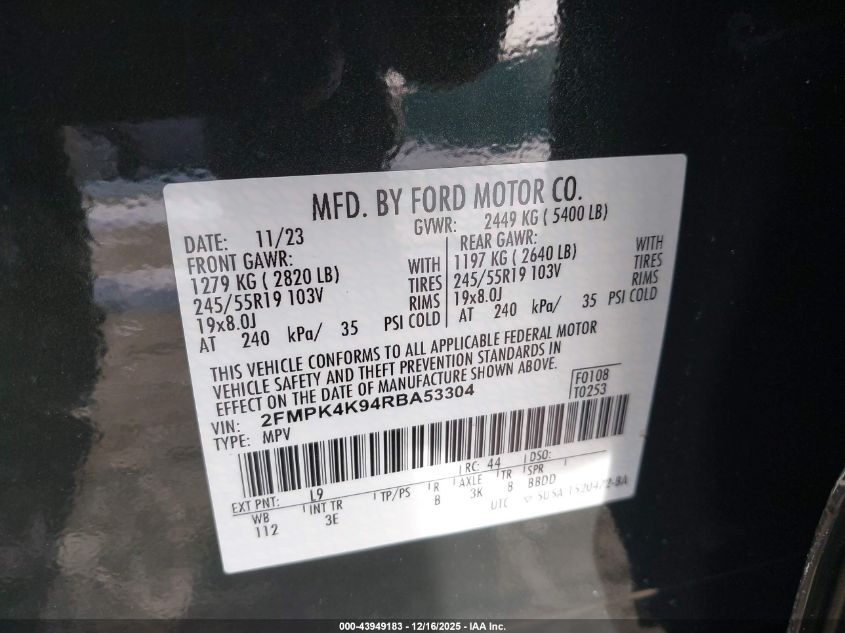 MFD. BY FORD MOTOR CO.
DATE: 11/23 GVWR: 2449 KG ( 5400 LB)
FRONT GAWR: REAR GAWR:
1279 KG ( 2820 LB) WITH 1197 KG ( 2640 LB) WITH
245/55R19 103V TIRES 245/55R19 103V TIRES
19x8.0J RIMS 19x8.0J RIMS
AT 240 kPa/ 35 PSI COLD AT 240 kPa/ 35 PSI COLD
THIS VEHICLE CONFORMS TO ALL APPLICABLE FEDERAL MOTOR
VEHICLE SAFETY AND THEFT PREVENTION STANDARDS IN
EFFECT ON THE DATE OF MANUFACTURE SHOWN ABOVE.
F0108
T0253
VIN: 2FMPK4K94RBA53304
TYPE: MPV
EXT PNT: L9 RC: 44 DSO:
WB INT TR TP/PS R AXLE TR SPR
112 3E B 3K 8 BBDD
UTC
000-43949183 - 12/16/2025 - IAA Inc.